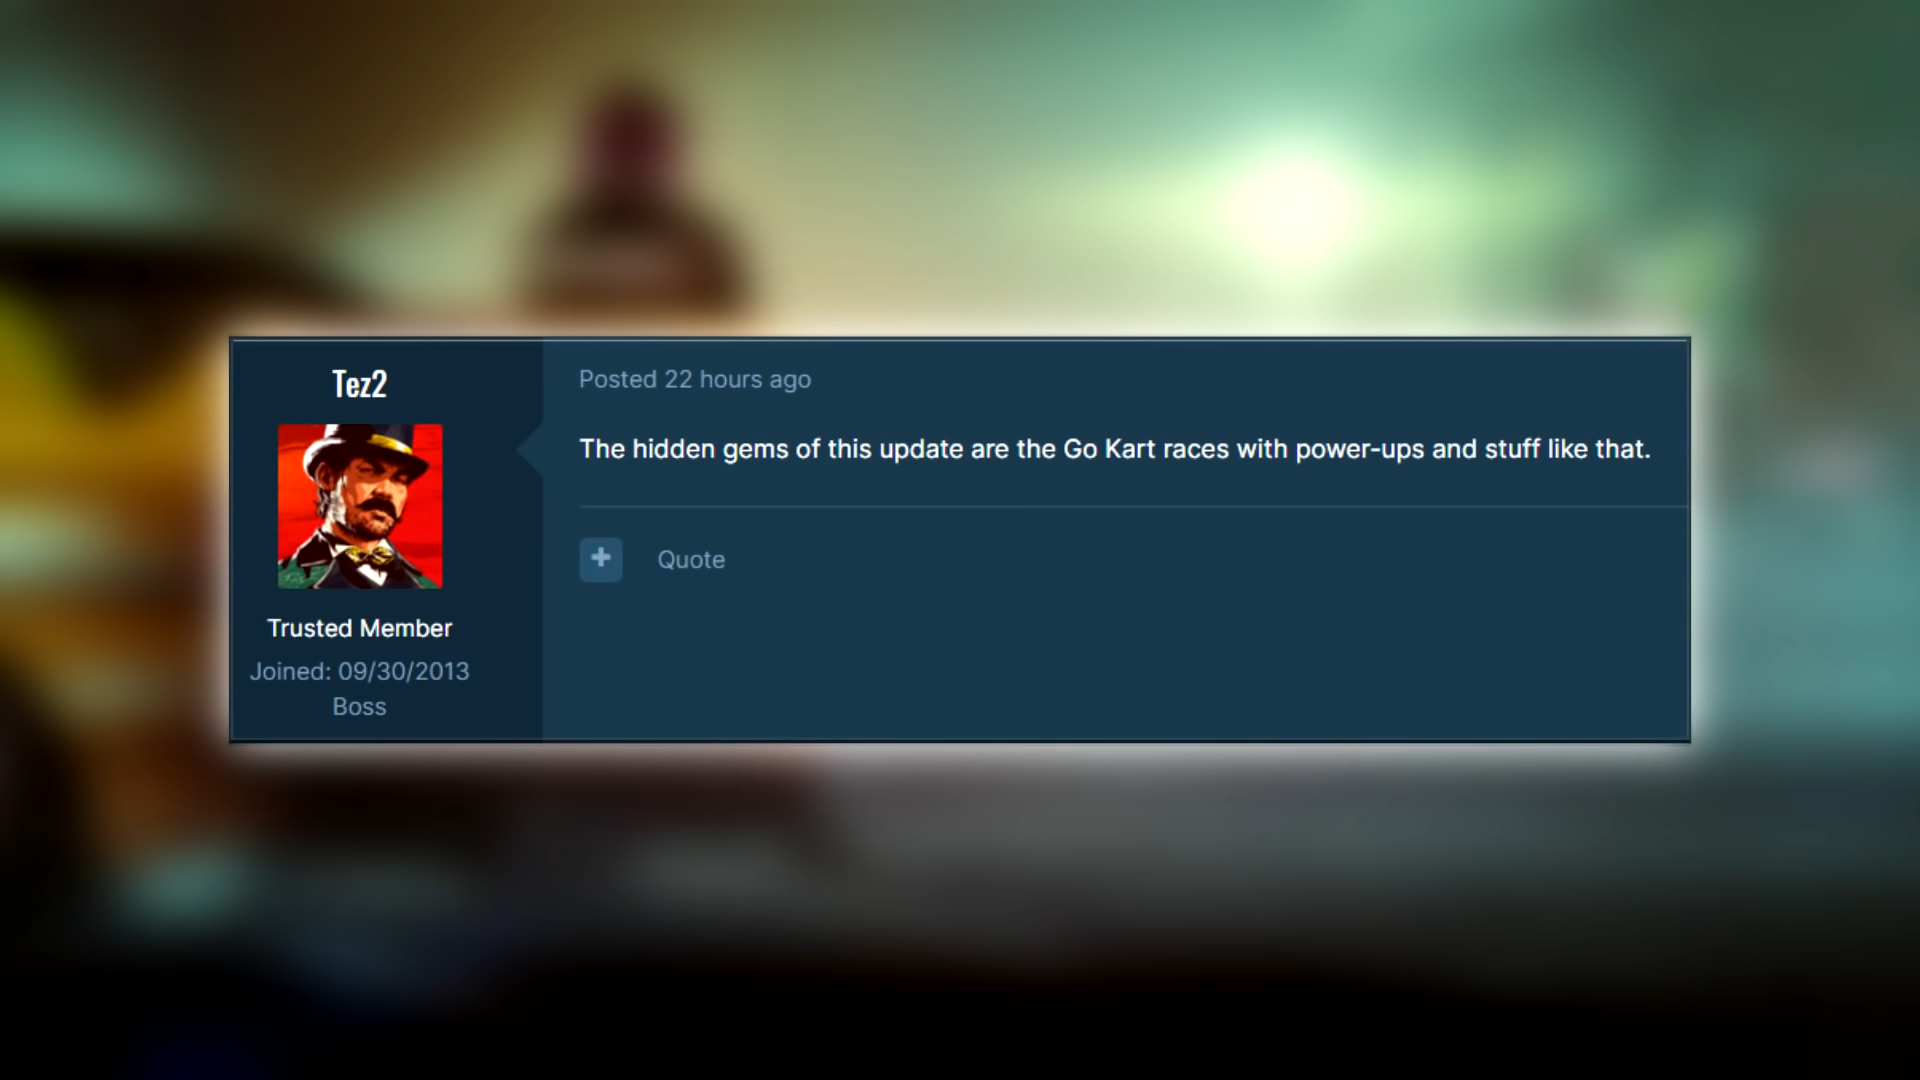 Tez2
Posted 22 hours ago
The hidden gems of this update are the Go Kart races with power-ups and stuff like that.
+ Quote
Trusted Member
Joined: 09/30/2013
Boss